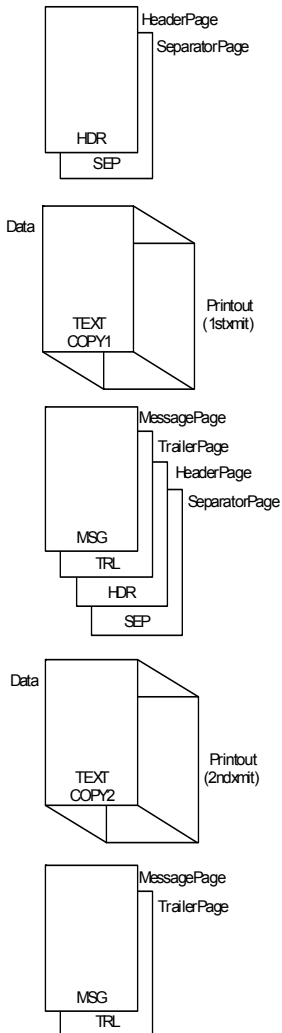 HeaderPage
SeparatorPage
HDR
SEP
Data
Printout
(1stxmit)
TEXT
COPY1
MessagePage
TrailerPage
HeaderPage
SeparatorPage
MSG
TRL
HDR
SEP
Data
Printout
(2ndxmit)
TEXT
COPY2
MessagePage
TrailerPage
MSG
TRL